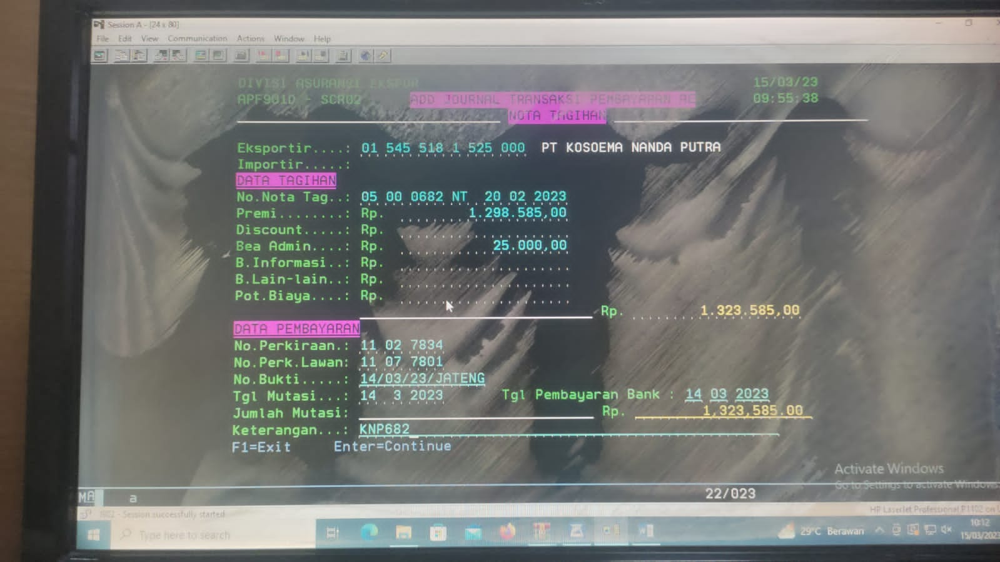 Session A - [24 x 80]
File Edit View Communication Actions Window Help
DIVISI ASURANSI EKSPOR 15/03/23
APF901D - SCR02 ADD JOURNAL TRANSAKSI PEMBAYARAN AE 09:55:38
NOTA TAGIHAN
Eksportir....: 01 545 518 1 525 000 PT KOSOEMA NANDA PUTRA
Importir.....:
DATA TAGIHAN
No.Nota Tag..: 05 00 0682 NT 20 02 2023
Premi........: Rp. 1.298.585,00
Discount.....: Rp.
Bea Admin....: Rp. 25.000,00
B.Informasi..: Rp.
B.Lain-lain..: Rp.
Pot.Biaya....: Rp.
Rp. 1.323.585,00
DATA PEMBAYARAN
No.Perkiraan.: 11 02 7834
No.Perk.Lawan: 11 07 7801
No.Bukti.....: 14/03/23/JATENG
Tgl Mutasi...: 14 3 2023 Tgl Pembayaran Bank : 14 03 2023
Jumlah Mutasi: Rp. 1,323,585.00
Keterangan...: KNP682
F1=Exit Enter=Continue
Activate Windows
Go to Settings to activate Windows.
MA a 22/023
1902 - Session successfully started HP LaserJet Professional P1102 on
Type here to search 29°C Berawan 10:12
15/03/2023